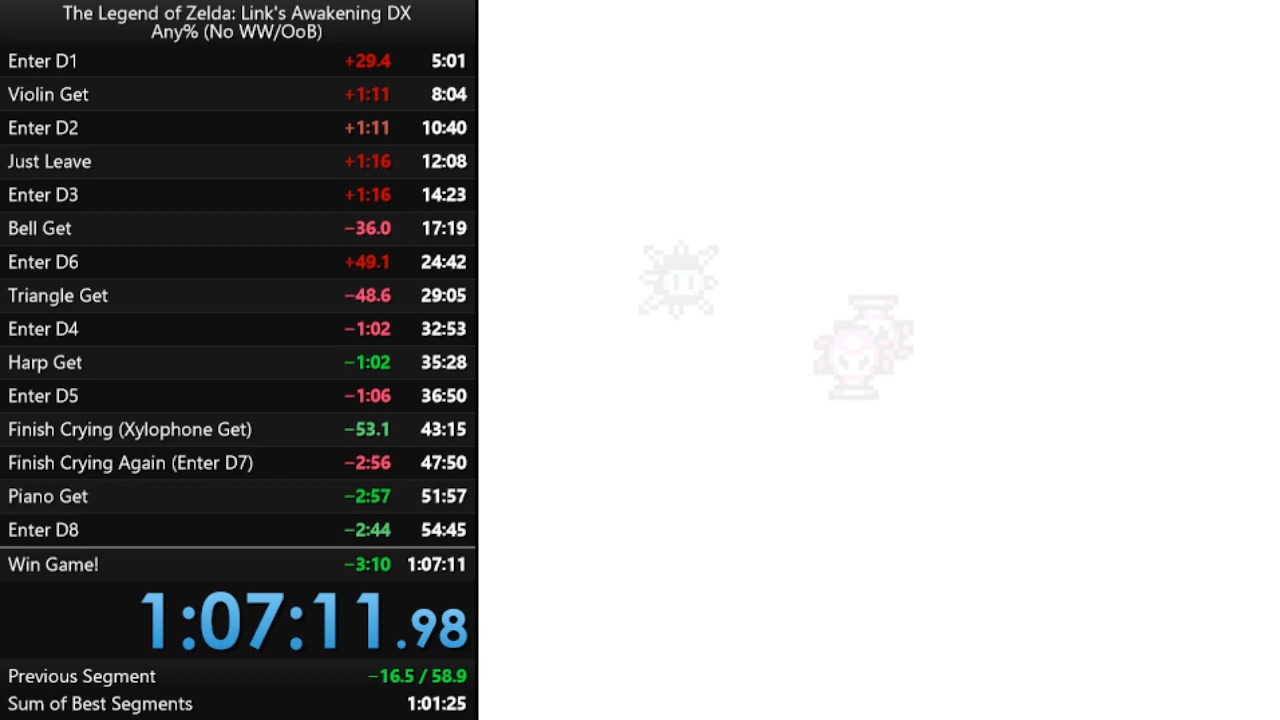 The Legend of Zelda: Link's Awakening DX
Any% (No WW/OoB)
Enter D1 +29.4 5:01
Violin Get +1:11 8:04
Enter D2 +1:11 10:40
Just Leave +1:16 12:08
Enter D3 +1:16 14:23
Bell Get −36.0 17:19
Enter D6 +49.1 24:42
Triangle Get −48.6 29:05
Enter D4 −1:02 32:53
Harp Get −1:02 35:28
Enter D5 −1:06 36:50
Finish Crying (Xylophone Get) −53.1 43:15
Finish Crying Again (Enter D7) −2:56 47:50
Piano Get −2:57 51:57
Enter D8 −2:44 54:45
Win Game! −3:10 1:07:11
1:07:11.98
Previous Segment −16.5 / 58.9
Sum of Best Segments 1:01:25